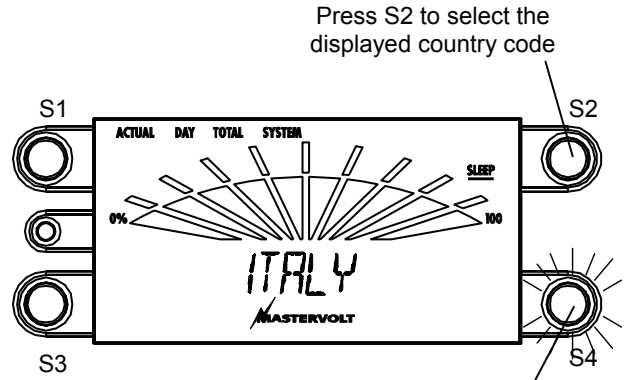 Press S2 to select the
displayed country code
S1
S2
ACTUAL DAY TOTAL SYSTEM
SLEEP
0%
100
ITALY
MASTERVOLT
S3
S4